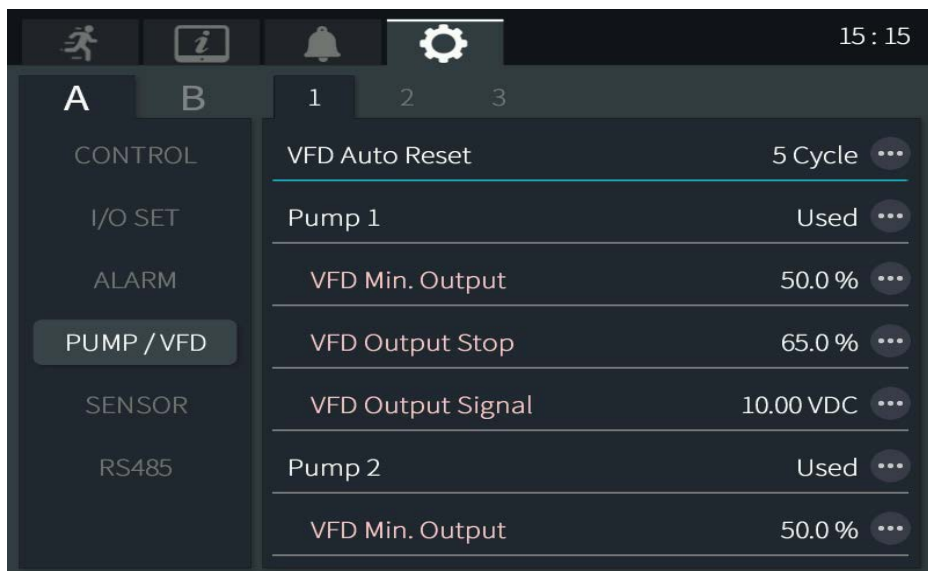 i
15 : 15
A B
1 2 3
CONTROL
I/O SET
ALARM
PUMP / VFD
SENSOR
RS485
VFD Auto Reset 5 Cycle
Pump 1 Used
VFD Min. Output 50.0 %
VFD Output Stop 65.0 %
VFD Output Signal 10.00 VDC
Pump 2 Used
VFD Min. Output 50.0 %